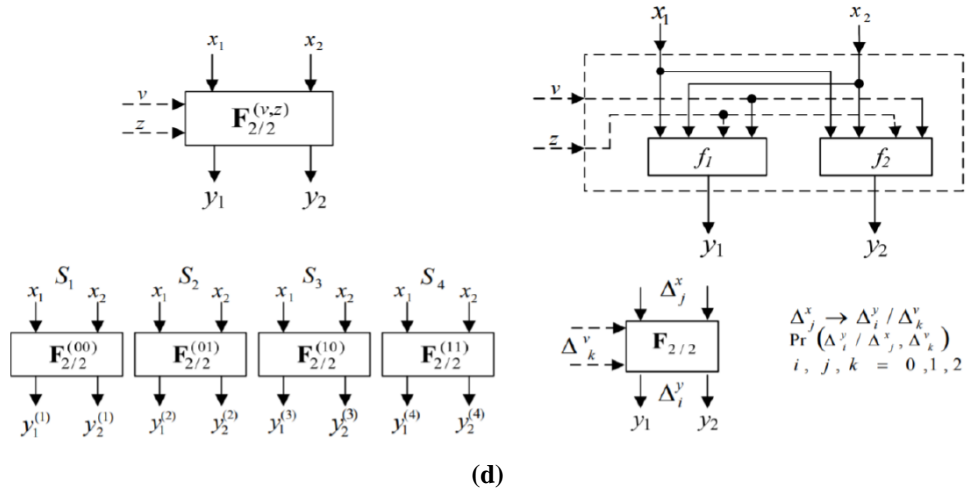 x₁ x₂
v
z
F₂/₂⁽ᵛ,ᶻ⁾
y₁ y₂
x₁ x₂
v
z
f₁ f₂
y₁ y₂
S₁ S₂ S₃ S₄
x₁ x₂ x₁ x₂ x₁ x₂ x₁ x₂
F₂/₂⁽⁰⁰⁾ F₂/₂⁽⁰¹⁾ F₂/₂⁽¹⁰⁾ F₂/₂⁽¹¹⁾
y₁⁽¹⁾ y₂⁽¹⁾ y₁⁽²⁾ y₂⁽²⁾ y₁⁽³⁾ y₂⁽³⁾ y₁⁽⁴⁾ y₂⁽⁴⁾
Δⱼˣ
Δₖᵛ
F₂/₂
Δᵢʸ
y₁ y₂
Δⱼˣ → Δᵢʸ / Δₖᵛ
Pr (Δᵢʸ / Δⱼˣ, Δₖᵛ)
i , j , k = 0 ,1 , 2
(d)